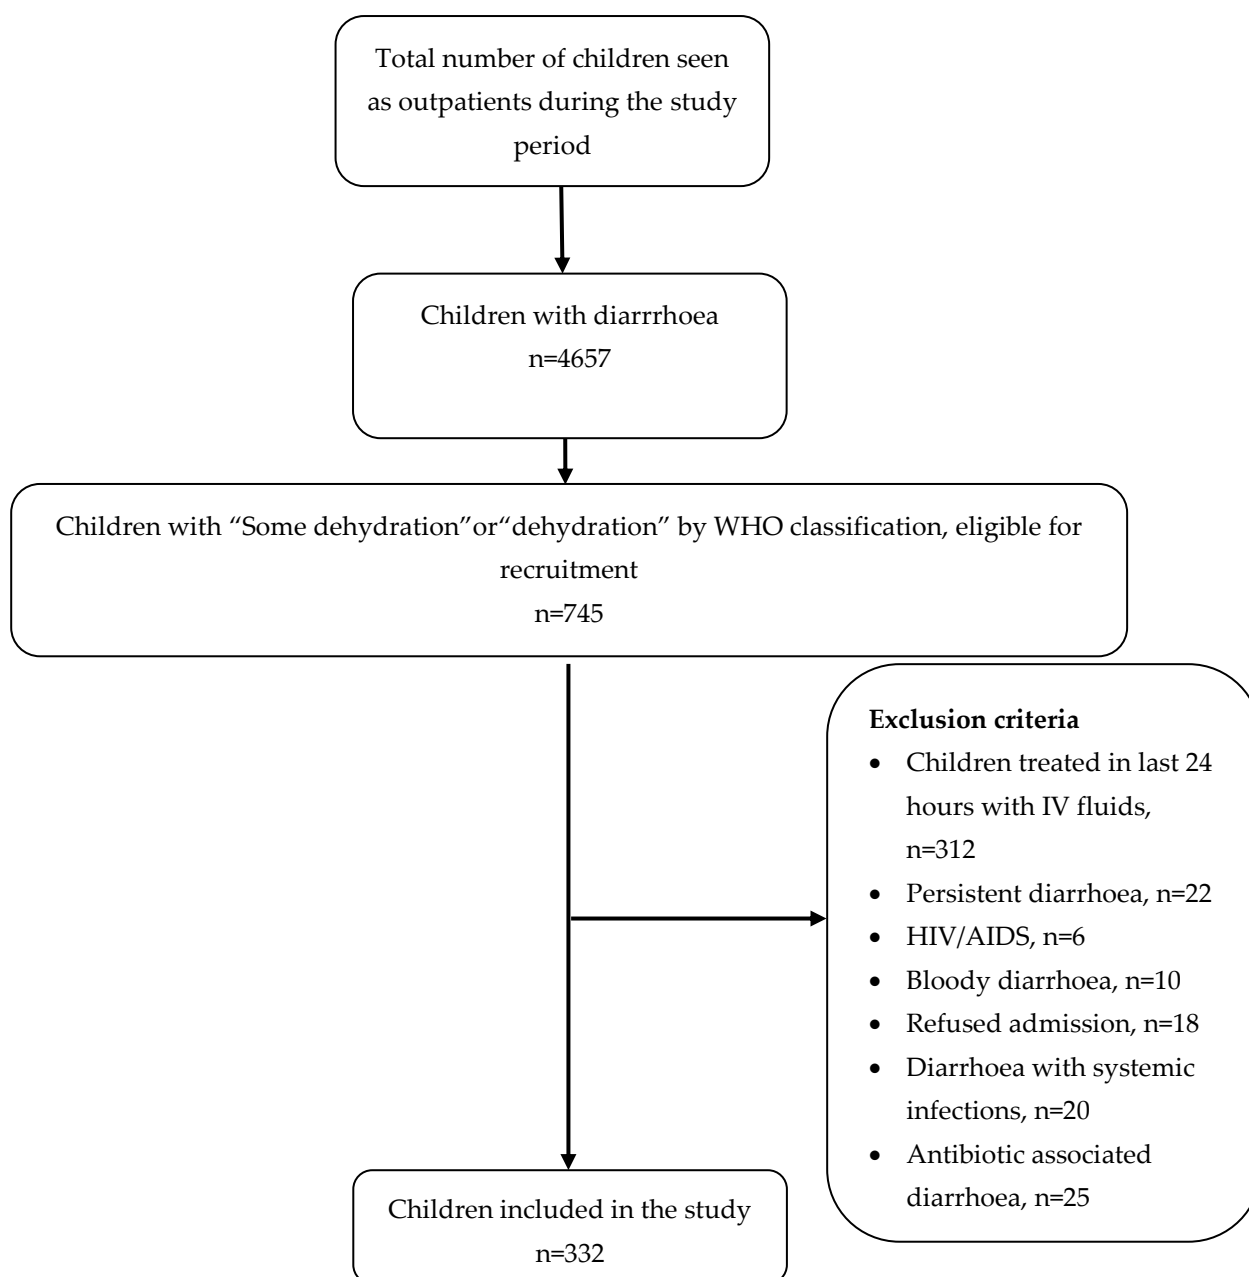 Total number of children seen
as outpatients during the study
period
Children with diarrrhoea
n=4657
Children with “Some dehydration”or“dehydration” by WHO classification, eligible for
recruitment
n=745
Exclusion criteria
• Children treated in last 24
hours with IV fluids,
n=312
• Persistent diarrhoea, n=22
• HIV/AIDS, n=6
• Bloody diarrhoea, n=10
• Refused admission, n=18
• Diarrhoea with systemic
infections, n=20
• Antibiotic associated
diarrhoea, n=25
Children included in the study
n=332